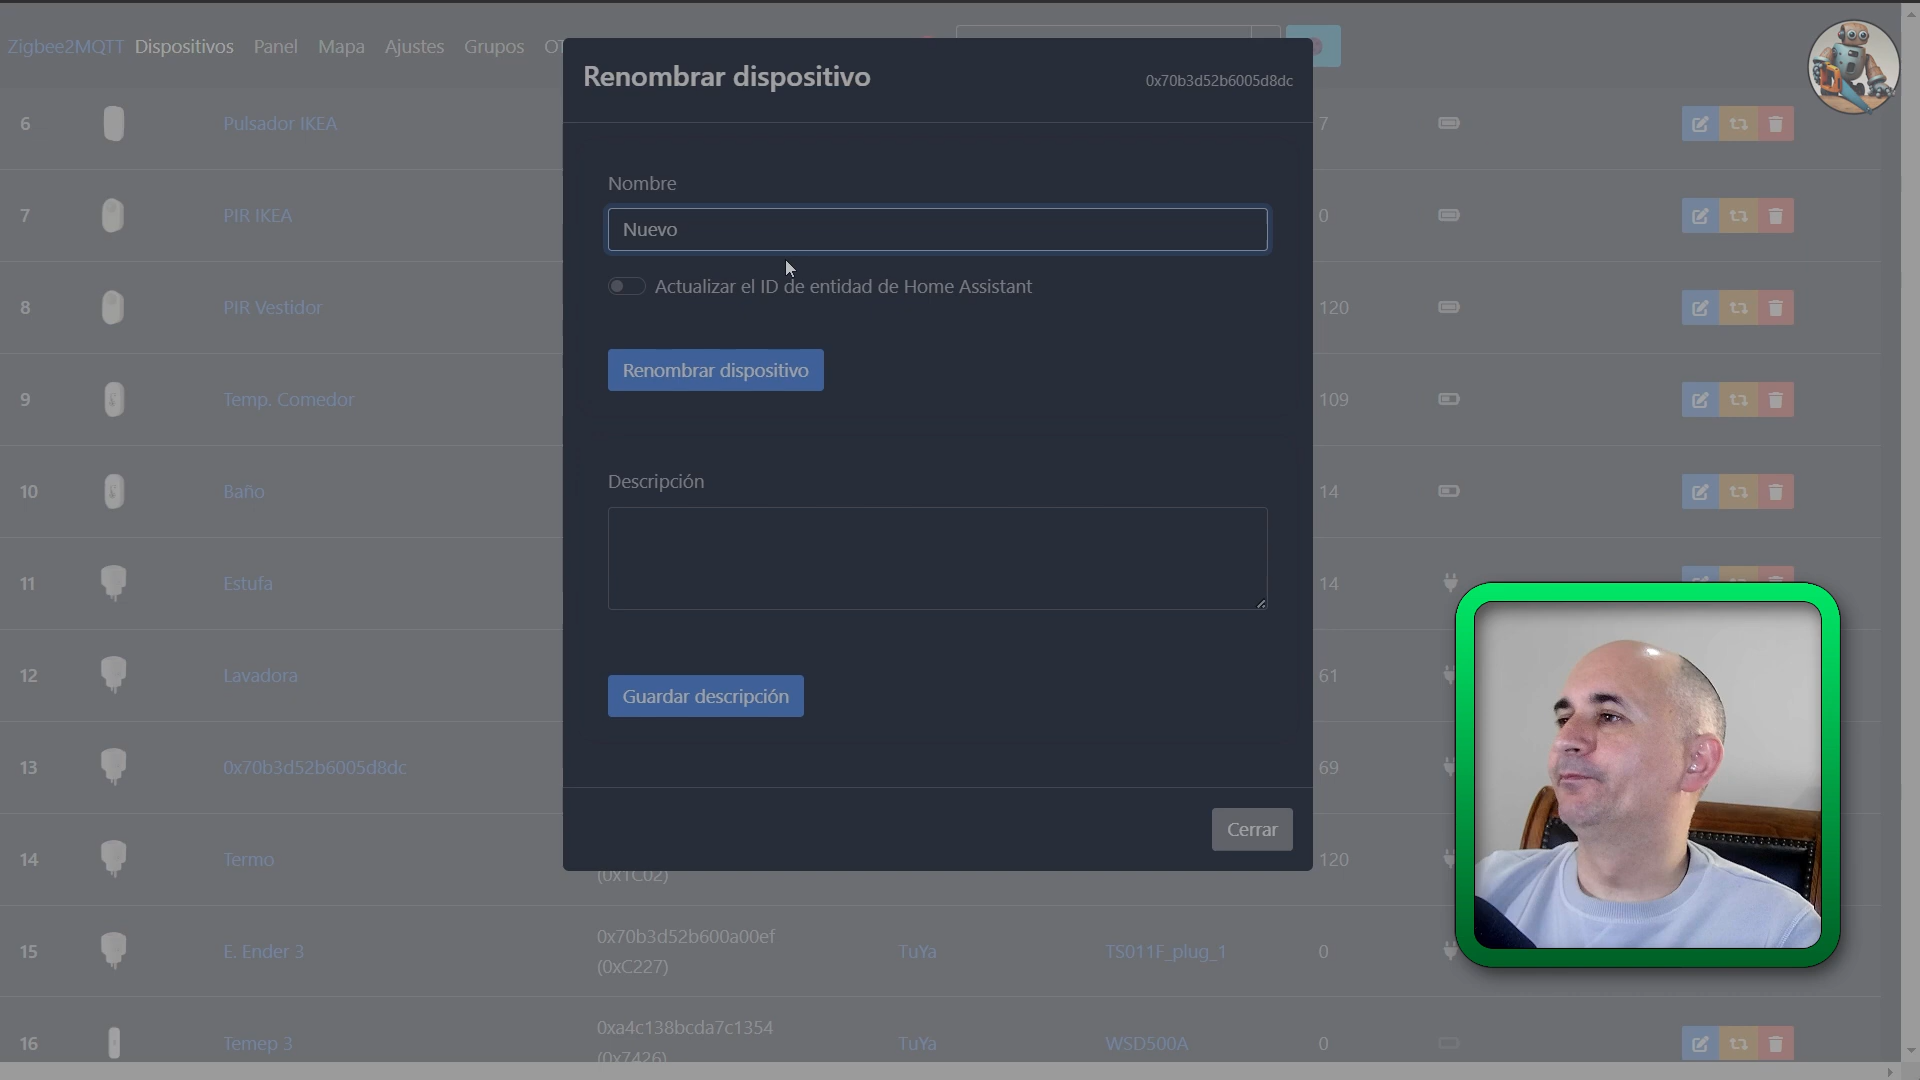 Zigbee2MQTT Dispositivos Panel Mapa Ajustes Grupos
Renombrar dispositivo 0x70b3d52b6005d8dc
6 Pulsador IKEA 7
Nombre
7 PIR IKEA 0
Nuevo
Actualizar el ID de entidad de Home Assistant
8 PIR Vestidor 120
Renombrar dispositivo
9 Temp. Comedor 109
Descripción
10 Baño 14
11 Estufa 14
12 Lavadora 61
Guardar descripción
13 0x70b3d52b6005d8dc 69
Cerrar
14 Termo 120
(0x1C02)
15 E. Ender 3 0x70b3d52b600a00ef TuYa TS011F_plug_1 0
(0xC227)
16 Temep 3 0xa4c138bcda7c1354 TuYa WSD500A 0
(0x7426)